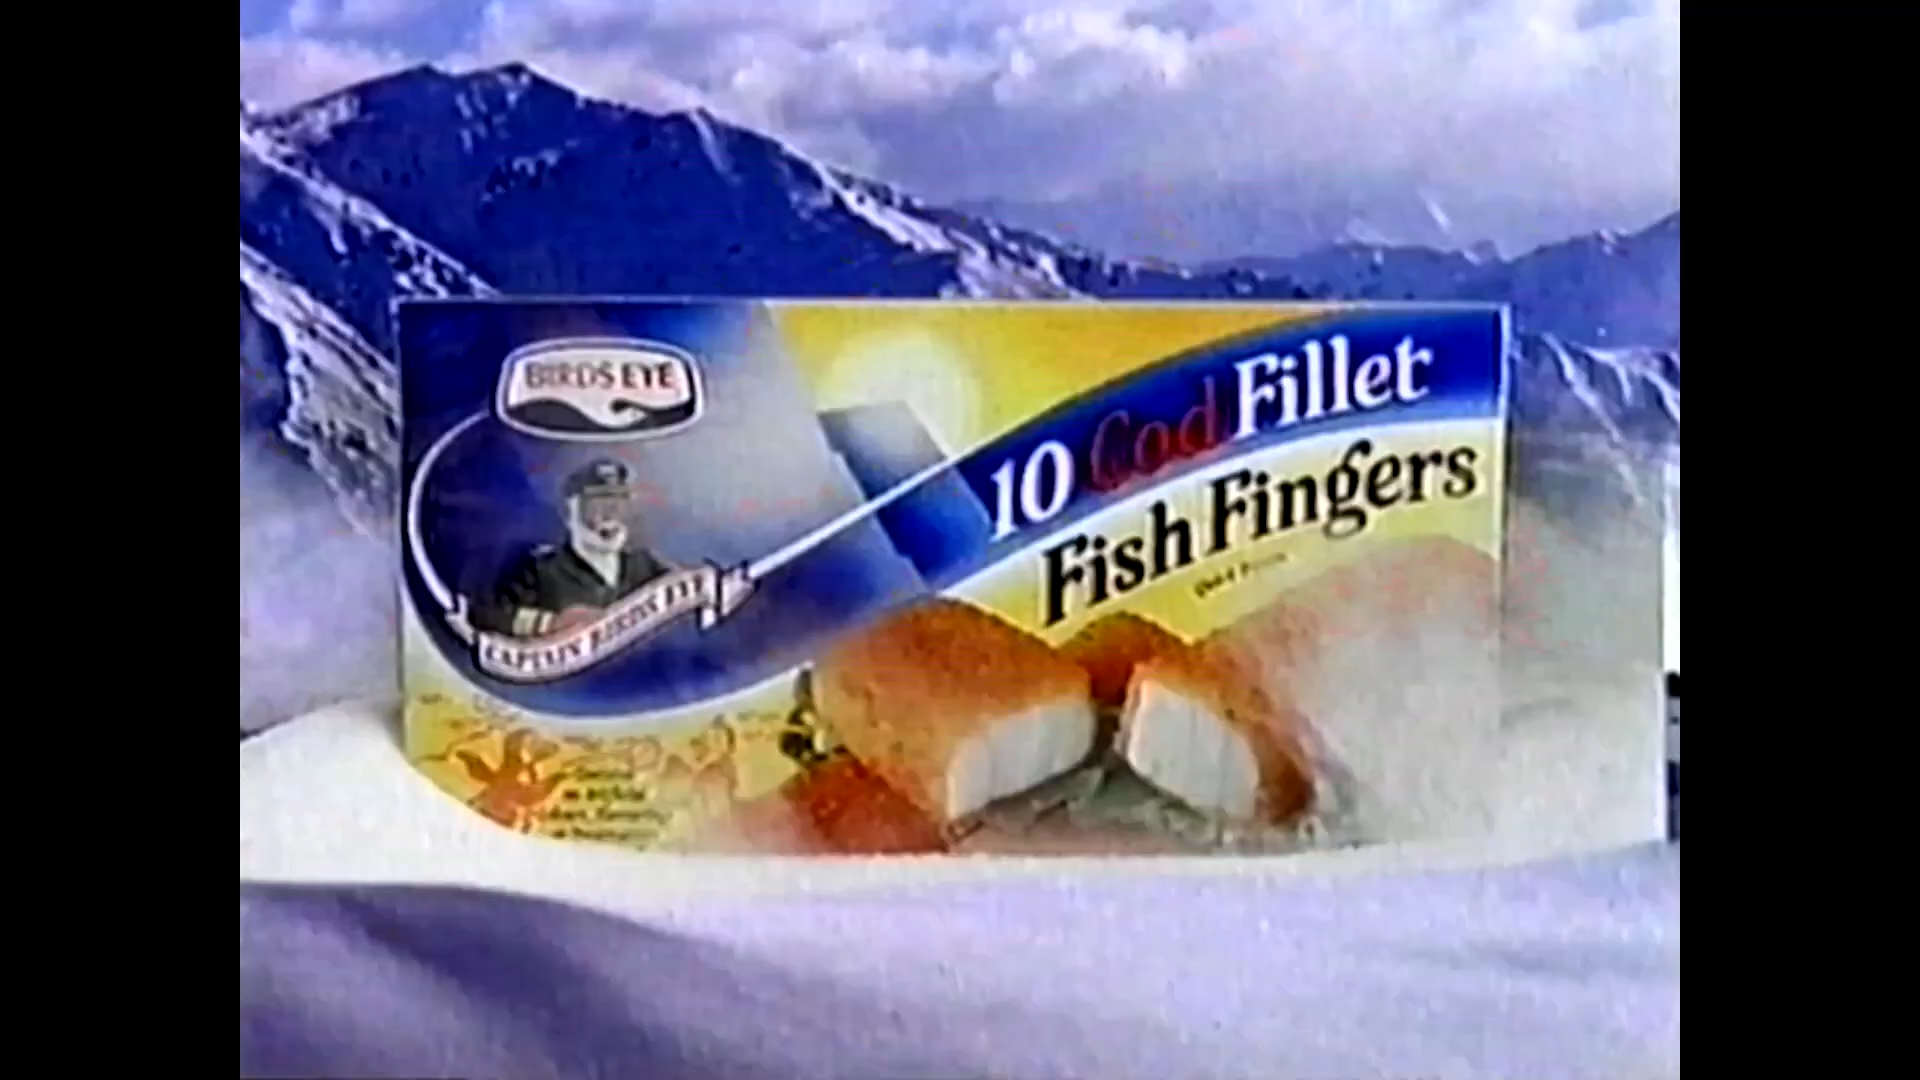 BIRDS EYE
10 Cod Fillet
Fish Fingers
CAPTAIN BIRDS EYE